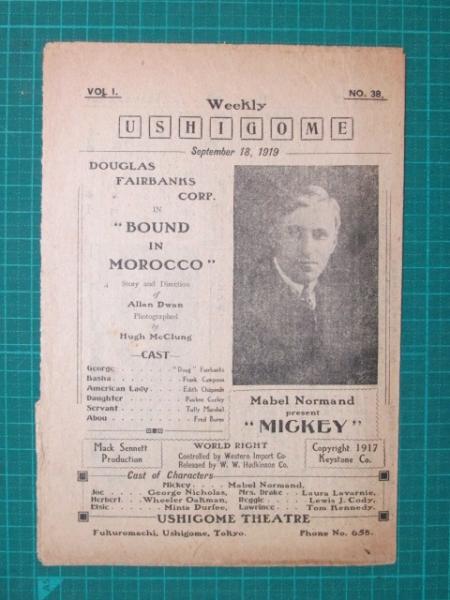 VOL I.
NO. 38.
Weekly
USHIGOME
September 18, 1919
DOUGLAS
FAIRBANKS
CORP.
IN
"BOUND
IN
MOROCCO"
Story and Direction
of
Allan Dwan
Photographed
by
Hugh McClung
—CAST—
George . . . . . . . . "Doug" Fairbanks
Basha . . . . . . . . Frank Campeau
American Lady . . Edith Chapman
Daughter . . . . . . Pauline Curley
Servant . . . . . . . Tully Marshall
Abou . . . . . . . . . Fred Burns
Mabel Normand
present
"MICKEY"
Mack Sennett
Production
WORLD RIGHT
Controlled by Western Import Co
Released by W. W. Hodkinson Co.
Copyright 1917
Keystone Co.
Cast of Characters
Mickey . . . . Mabel Normand,
Joe . . . . . George Nicholas, Mrs. Drake . . Laura Lavarnie,
Herbert . . Wheeler Oakman, Reggie . . . Lewis J. Cody,
Elsie . . . . . Minta Durfee, Lawrince . . Tom Kennedy.
USHIGOME THEATRE
Fukuromachi, Ushigome, Tokyo. Phone No. 658.